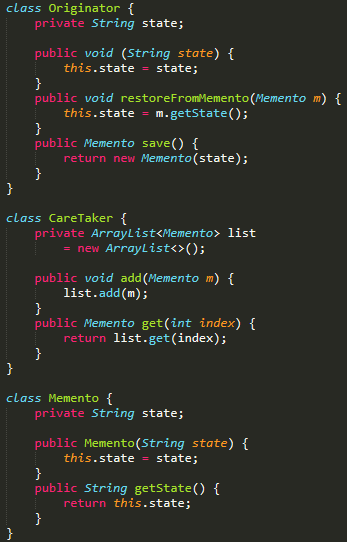 class Originator {
    private String state;

    public void (String state) {
        this.state = state;
    }
    public void restoreFromMemento(Memento m) {
        this.state = m.getState();
    }
    public Memento save() {
        return new Memento(state);
    }
}

class CareTaker {
    private ArrayList<Memento> list
        = new ArrayList<>();

    public void add(Memento m) {
        list.add(m);
    }
    public Memento get(int index) {
        return list.get(index);
    }
}

class Memento {
    private String state;

    public Memento(String state) {
        this.state = state;
    }
    public String getState() {
        return this.state;
    }
}